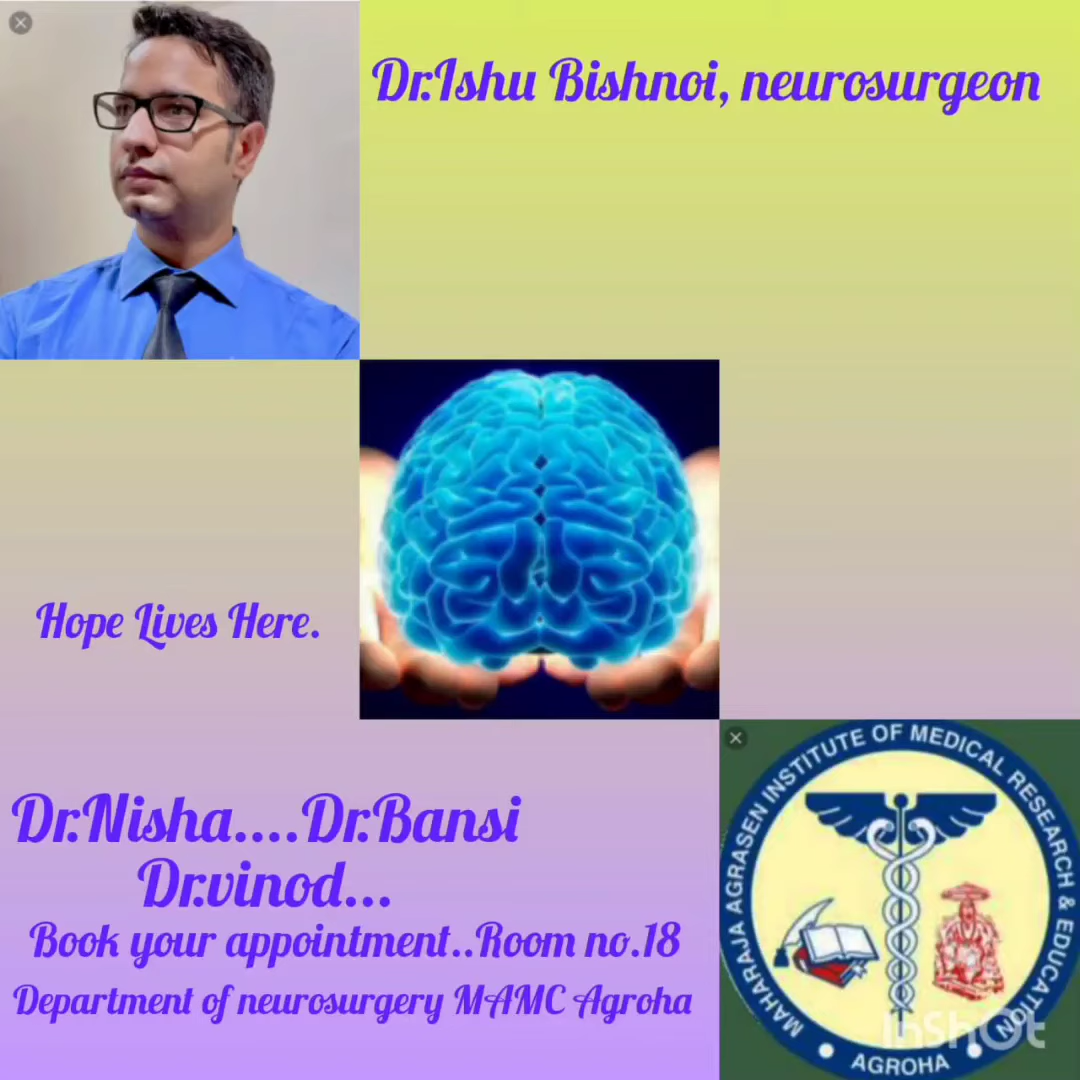 Dr.Ishu Bishnoi, neurosurgeon
Hope Lives Here.
Dr.Nisha....Dr.Bansi
Dr.vinod...
Book your appointment..Room no.18
Department of neurosurgery MAMC Agroha
MAHARAJA AGRASEN INSTITUTE OF MEDICAL RESEARCH & EDUCATION
AGROHA
InShOt